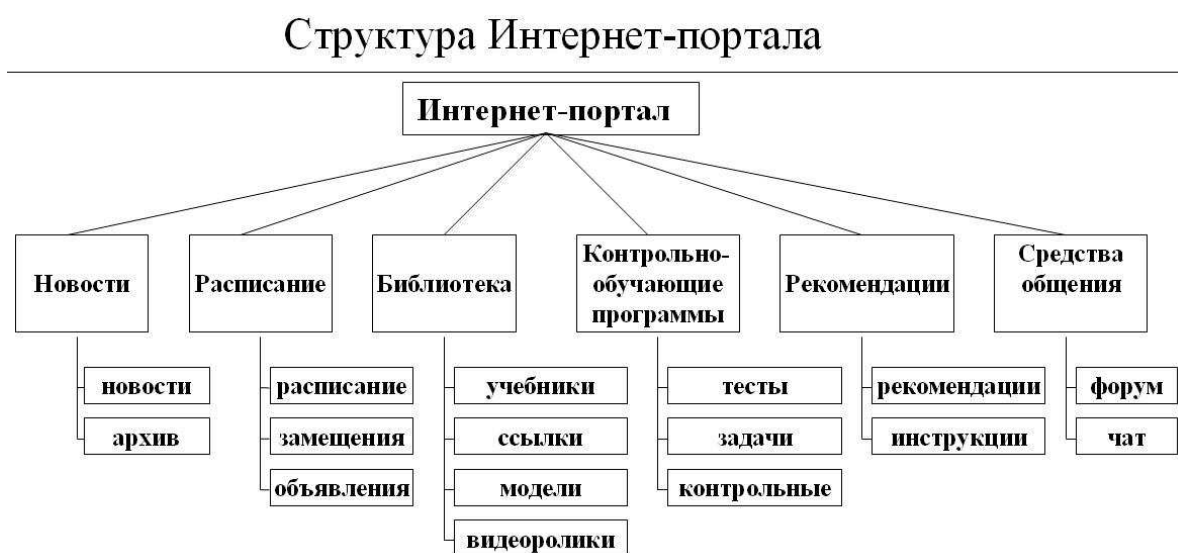 Структура Интернет-портала
Интернет-портал
Новости
Расписание
Библиотека
Контрольно-
обучающие
программы
Рекомендации
Средства
общения
новости
архив
расписание
замещения
объявления
учебники
ссылки
модели
видеоролики
тесты
задачи
контрольные
рекомендации
инструкции
форум
чат